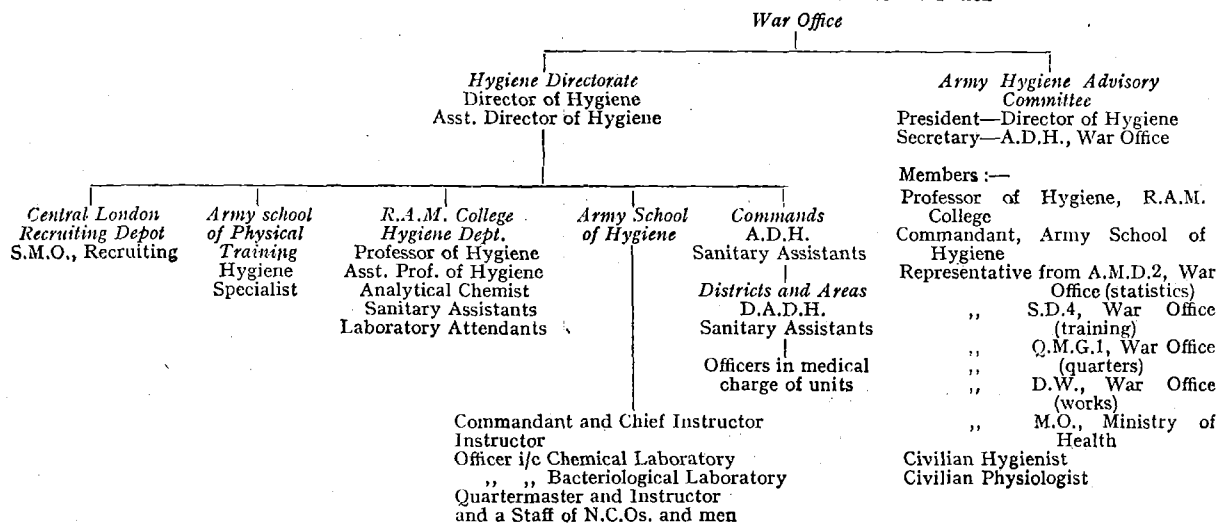 War Office
Hygiene Directorate
Director of Hygiene
Asst. Director of Hygiene
Army Hygiene Advisory
Committee
President—Director of Hygiene
Secretary—A.D.H., War Office
Members :—
Professor of Hygiene, R.A.M.
College
Commandant, Army School of
Hygiene
Representative from A.M.D.2, War
Office (statistics)
,, S.D.4, War Office
(training)
,, Q.M.G.1, War Office
,, (quarters)
,, D.W., War Office
(works)
,, M.O., Ministry of
Health
Civilian Hygienist
Civilian Physiologist
Central London
Recruiting Depot
S.M.O., Recruiting
Army school
of Physical
Training
Hygiene
Specialist
R.A.M. College
Hygiene Dept.
Professor of Hygiene
Asst. Prof. of Hygiene
Analytical Chemist
Sanitary Assistants
Laboratory Attendants
Army School
of Hygiene
Commandant and Chief Instructor
Instructor
Officer i/c Chemical Laboratory
,, ,, Bacteriological Laboratory
Quartermaster and Instructor
and a Staff of N.C.Os. and men
Commands
A.D.H.
Sanitary Assistants
Districts and Areas
D.A.D.H.
Sanitary Assistants
Officers in medical
charge of units